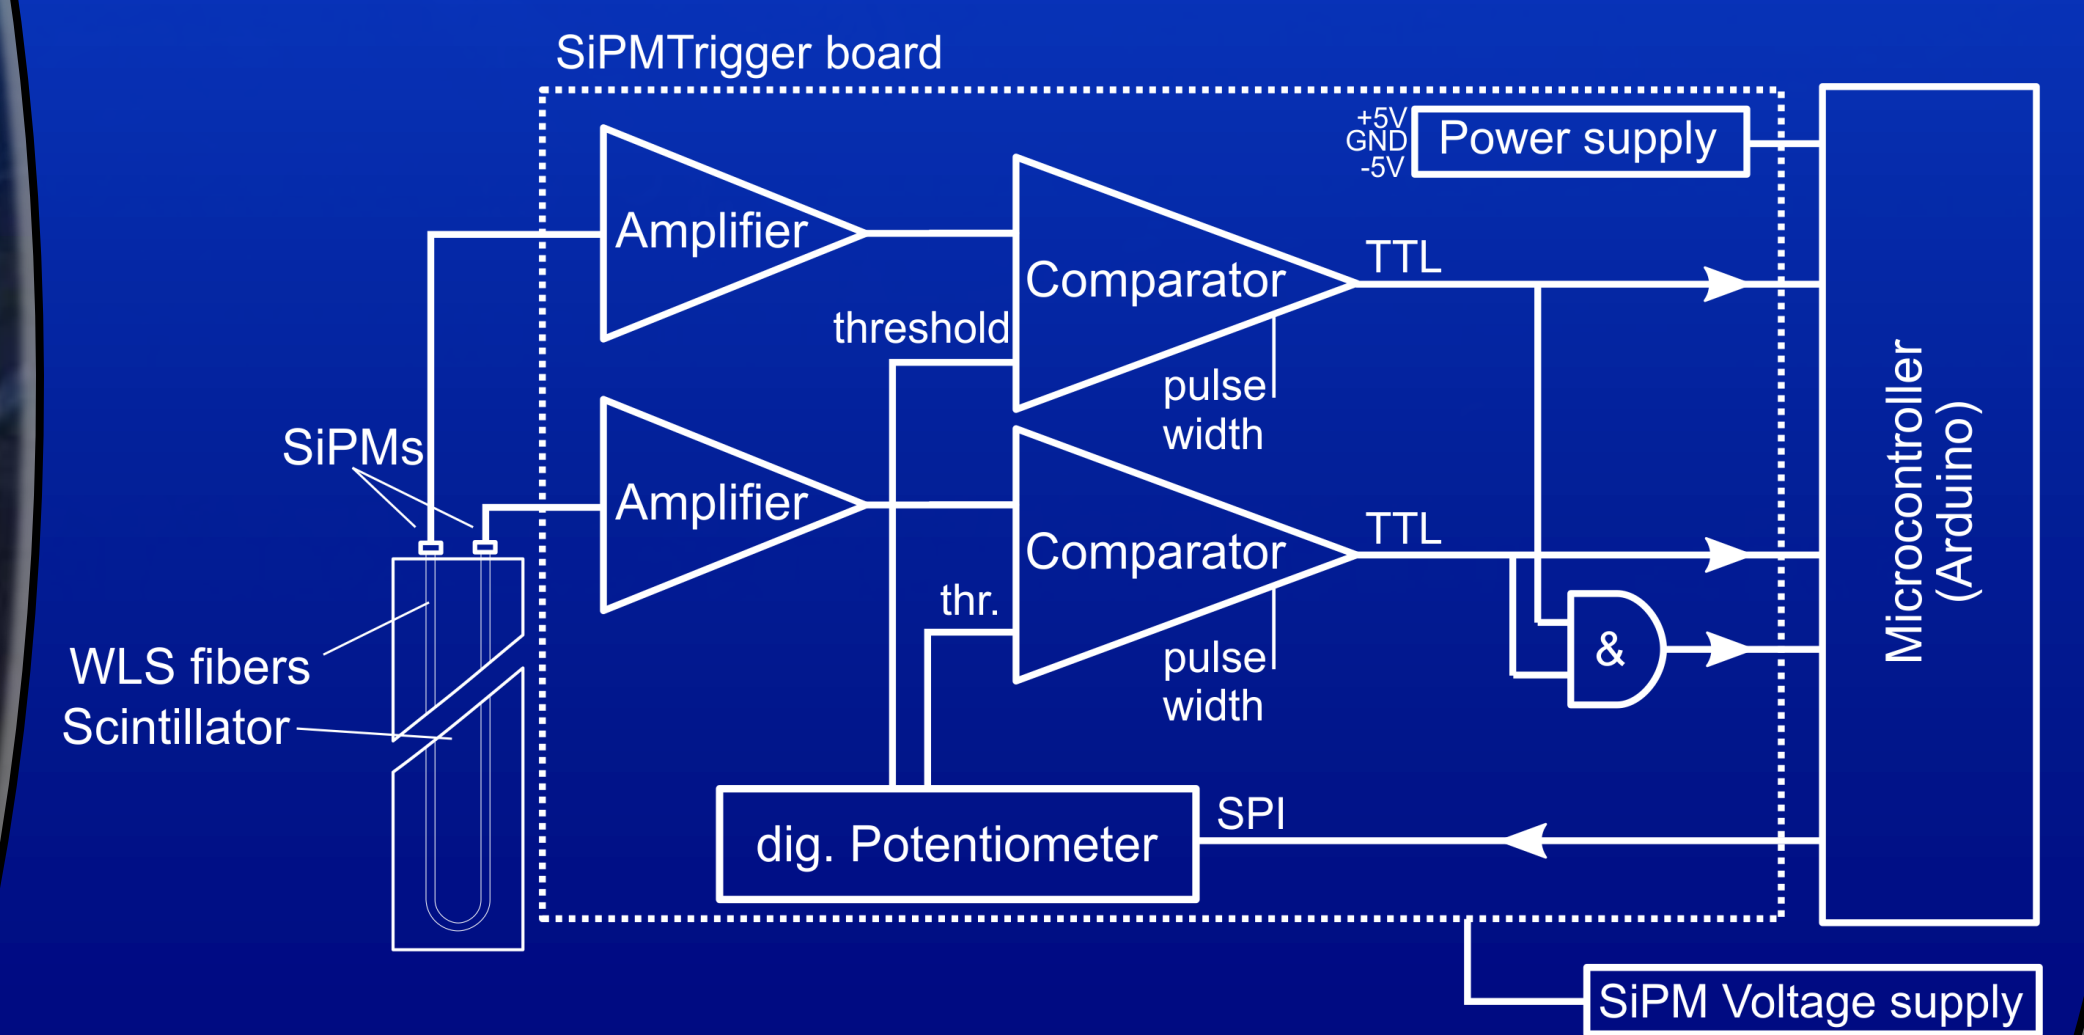 SiPMTrigger board
+5V
GND
-5V
Power supply
Amplifier
Comparator
TTL
threshold
pulse
width
SiPMs
Amplifier
Comparator
TTL
thr.
pulse
width
&
Microcontroller
(Arduino)
WLS fibers
Scintillator
dig. Potentiometer
SPI
SiPM Voltage supply